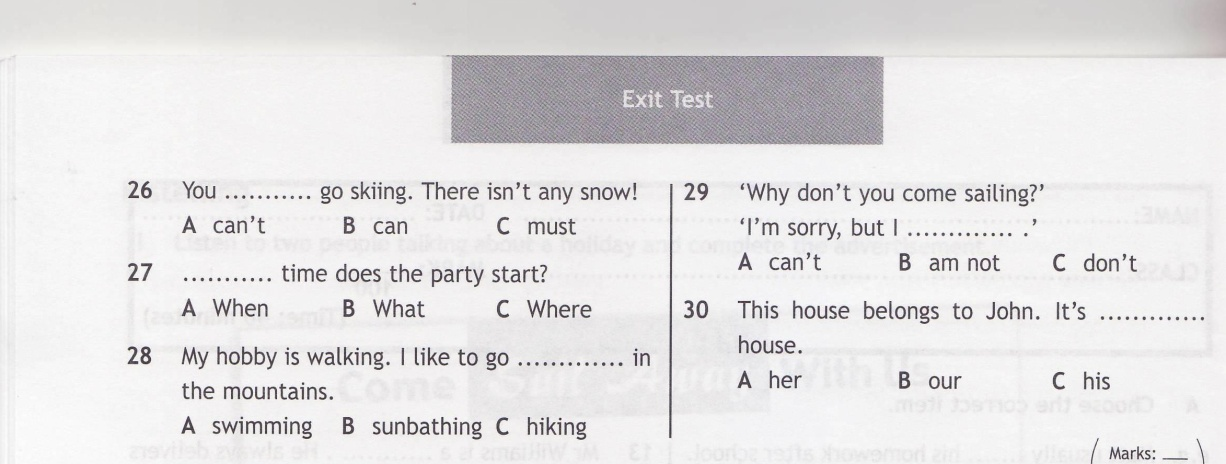 Exit Test
26 You ........... go skiing. There isn't any snow!
A can't B can C must
27 ........... time does the party start?
A When B What C Where
28 My hobby is walking. I like to go ............ in
the mountains.
A swimming B sunbathing C hiking
29 'Why don't you come sailing?'
'I'm sorry, but I ............. '
A can't B am not C don't
30 This house belongs to John. It's .............
house.
A her B our C his
Marks: __